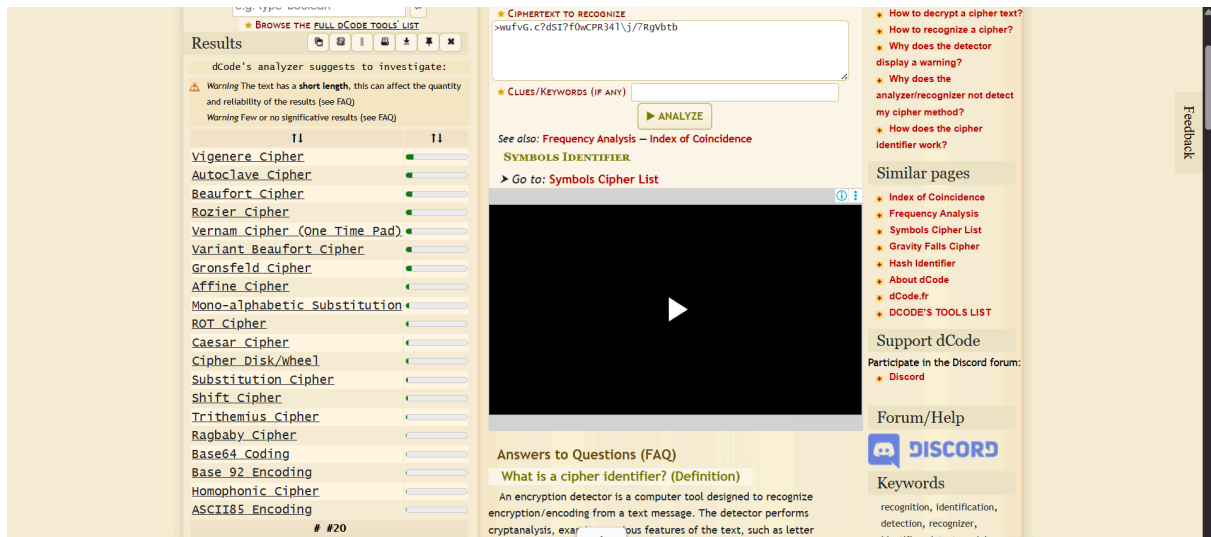 BROWSE THE FULL DCODE TOOLS' LIST
Results
dCode's analyzer suggests to investigate:
Warning The text has a short length, this can affect the quantity
and reliability of the results (see FAQ)
Warning Few or no significative results (see FAQ)
↑↓ ↑↓
Vigenere Cipher
Autoclave Cipher
Beaufort Cipher
Rozier Cipher
Vernam Cipher (One Time Pad)
Variant Beaufort Cipher
Gronsfeld Cipher
Affine Cipher
Mono-alphabetic Substitution
ROT Cipher
Caesar Cipher
Cipher Disk/Wheel
Substitution Cipher
Shift Cipher
Trithemius Cipher
Ragbaby Cipher
Base64 Coding
Base 92 Encoding
Homophonic Cipher
ASCII85 Encoding
# #20
CIPHERTEXT TO RECOGNIZE
>wufvG.c?dSI?f0wCPR34l\j/7RgVbtb
CLUES/KEYWORDS (IF ANY)
► ANALYZE
See also: Frequency Analysis – Index of Coincidence
SYMBOLS IDENTIFIER
➤ Go to: Symbols Cipher List
Answers to Questions (FAQ)
What is a cipher identifier? (Definition)
An encryption detector is a computer tool designed to recognize
encryption/encoding from a text message. The detector performs
How to decrypt a cipher text?
How to recognize a cipher?
Why does the detector
display a warning?
Why does the
analyzer/recognizer not detect
my cipher method?
How does the cipher
identifier work?
Similar pages
Index of Coincidence
Frequency Analysis
Symbols Cipher List
Gravity Falls Cipher
Hash Identifier
About dCode
dCode.fr
DCODE'S TOOLS LIST
Support dCode
Participate in the Discord forum:
Discord
Forum/Help
DISCORD
Keywords
recognition, identification,
detection, recognizer,
Feedback